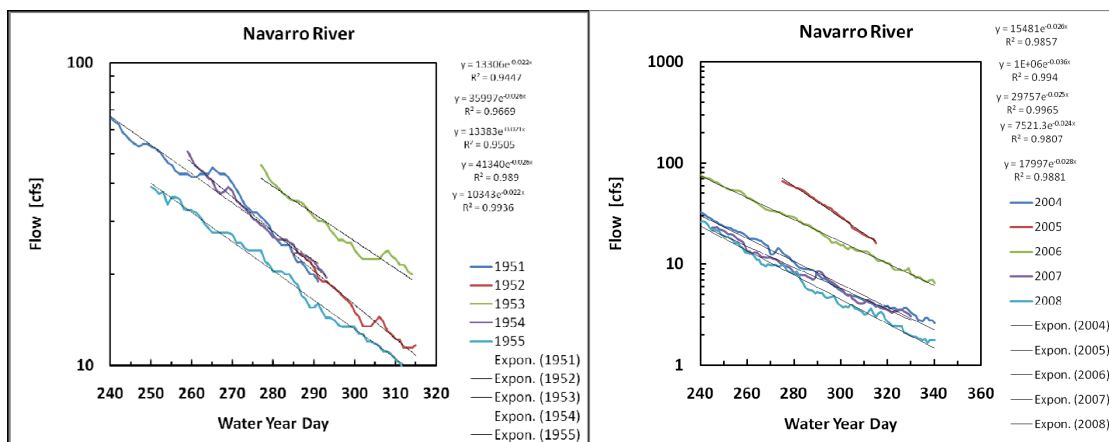 Navarro River
100
10
Flow [cfs]
240 250 260 270 280 290 300 310 320
Water Year Day
y = 13306e^-0.022x
R² = 0.9447
y = 35997e^-0.026x
R² = 0.9669
y = 13383e^-0.021x
R² = 0.9505
y = 41340e^-0.026x
R² = 0.989
y = 10343e^-0.022x
R² = 0.9936
1951
1952
1953
1954
1955
Expon. (1951)
Expon. (1952)
Expon. (1953)
Expon. (1954)
Expon. (1955)
Navarro River
1000
100
10
1
Flow [cfs]
240 260 280 300 320 340 360
Water Year Day
y = 15481e^-0.026x
R² = 0.9857
y = 1E+06e^-0.036x
R² = 0.994
y = 29757e^-0.025x
R² = 0.9965
y = 7521.3e^-0.024x
R² = 0.9807
y = 17997e^-0.028x
R² = 0.9881
2004
2005
2006
2007
2008
Expon. (2004)
Expon. (2005)
Expon. (2006)
Expon. (2007)
Expon. (2008)